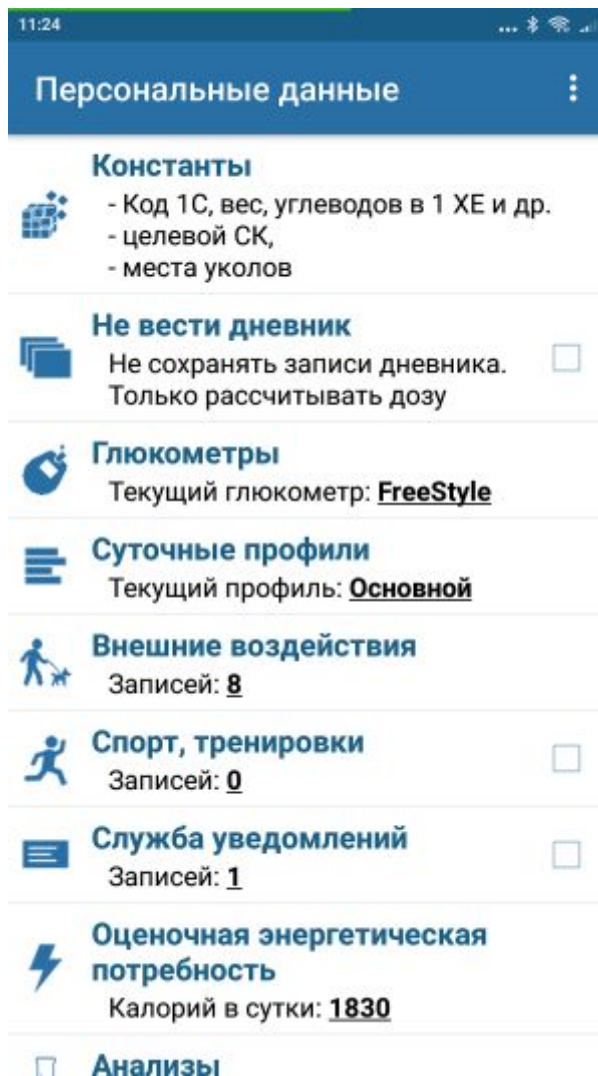 11:24
Персональные данные
Константы
- Код 1С, вес, углеводов в 1 ХЕ и др.
- целевой СК,
- места уколов
Не вести дневник
Не сохранять записи дневника.
Только рассчитывать дозу
Глюкометры
Текущий глюкометр: FreeStyle
Суточные профили
Текущий профиль: Основной
Внешние воздействия
Записей: 8
Спорт, тренировки
Записей: 0
Служба уведомлений
Записей: 1
Оценочная энергетическая
потребность
Калорий в сутки: 1830
Анализы